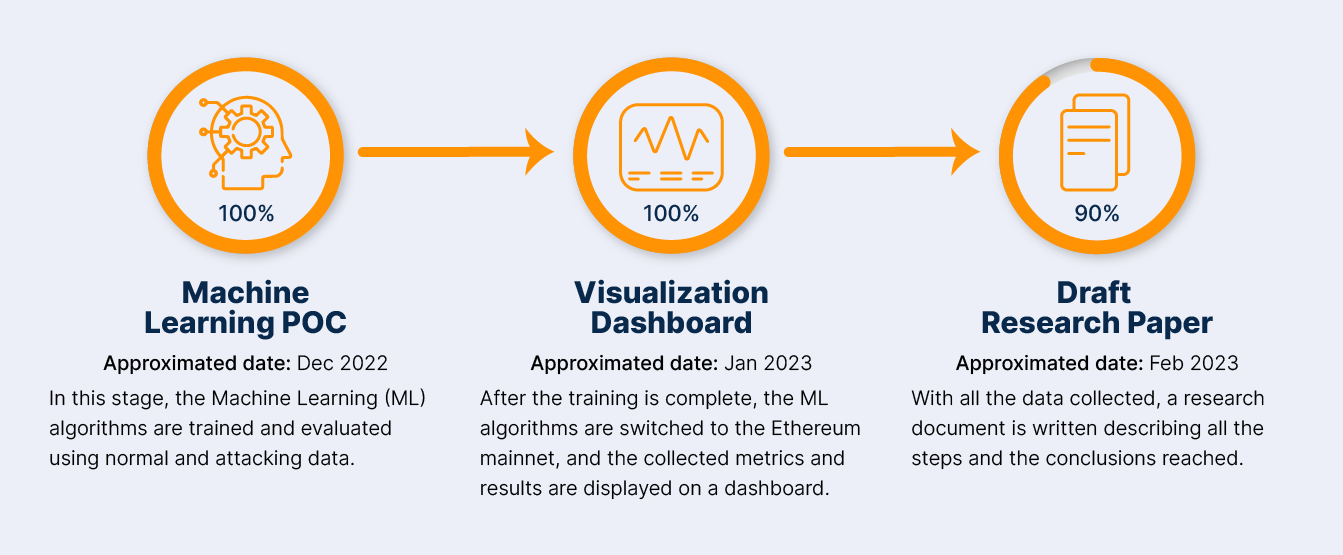 100%
Machine
Learning POC
Approximated date: Dec 2022
In this stage, the Machine Learning (ML)
algorithms are trained and evaluated
using normal and attacking data.
100%
Visualization
Dashboard
Approximated date: Jan 2023
After the training is complete, the ML
algorithms are switched to the Ethereum
mainnet, and the collected metrics and
results are displayed on a dashboard.
90%
Draft
Research Paper
Approximated date: Feb 2023
With all the data collected, a research
document is written describing all the
steps and the conclusions reached.